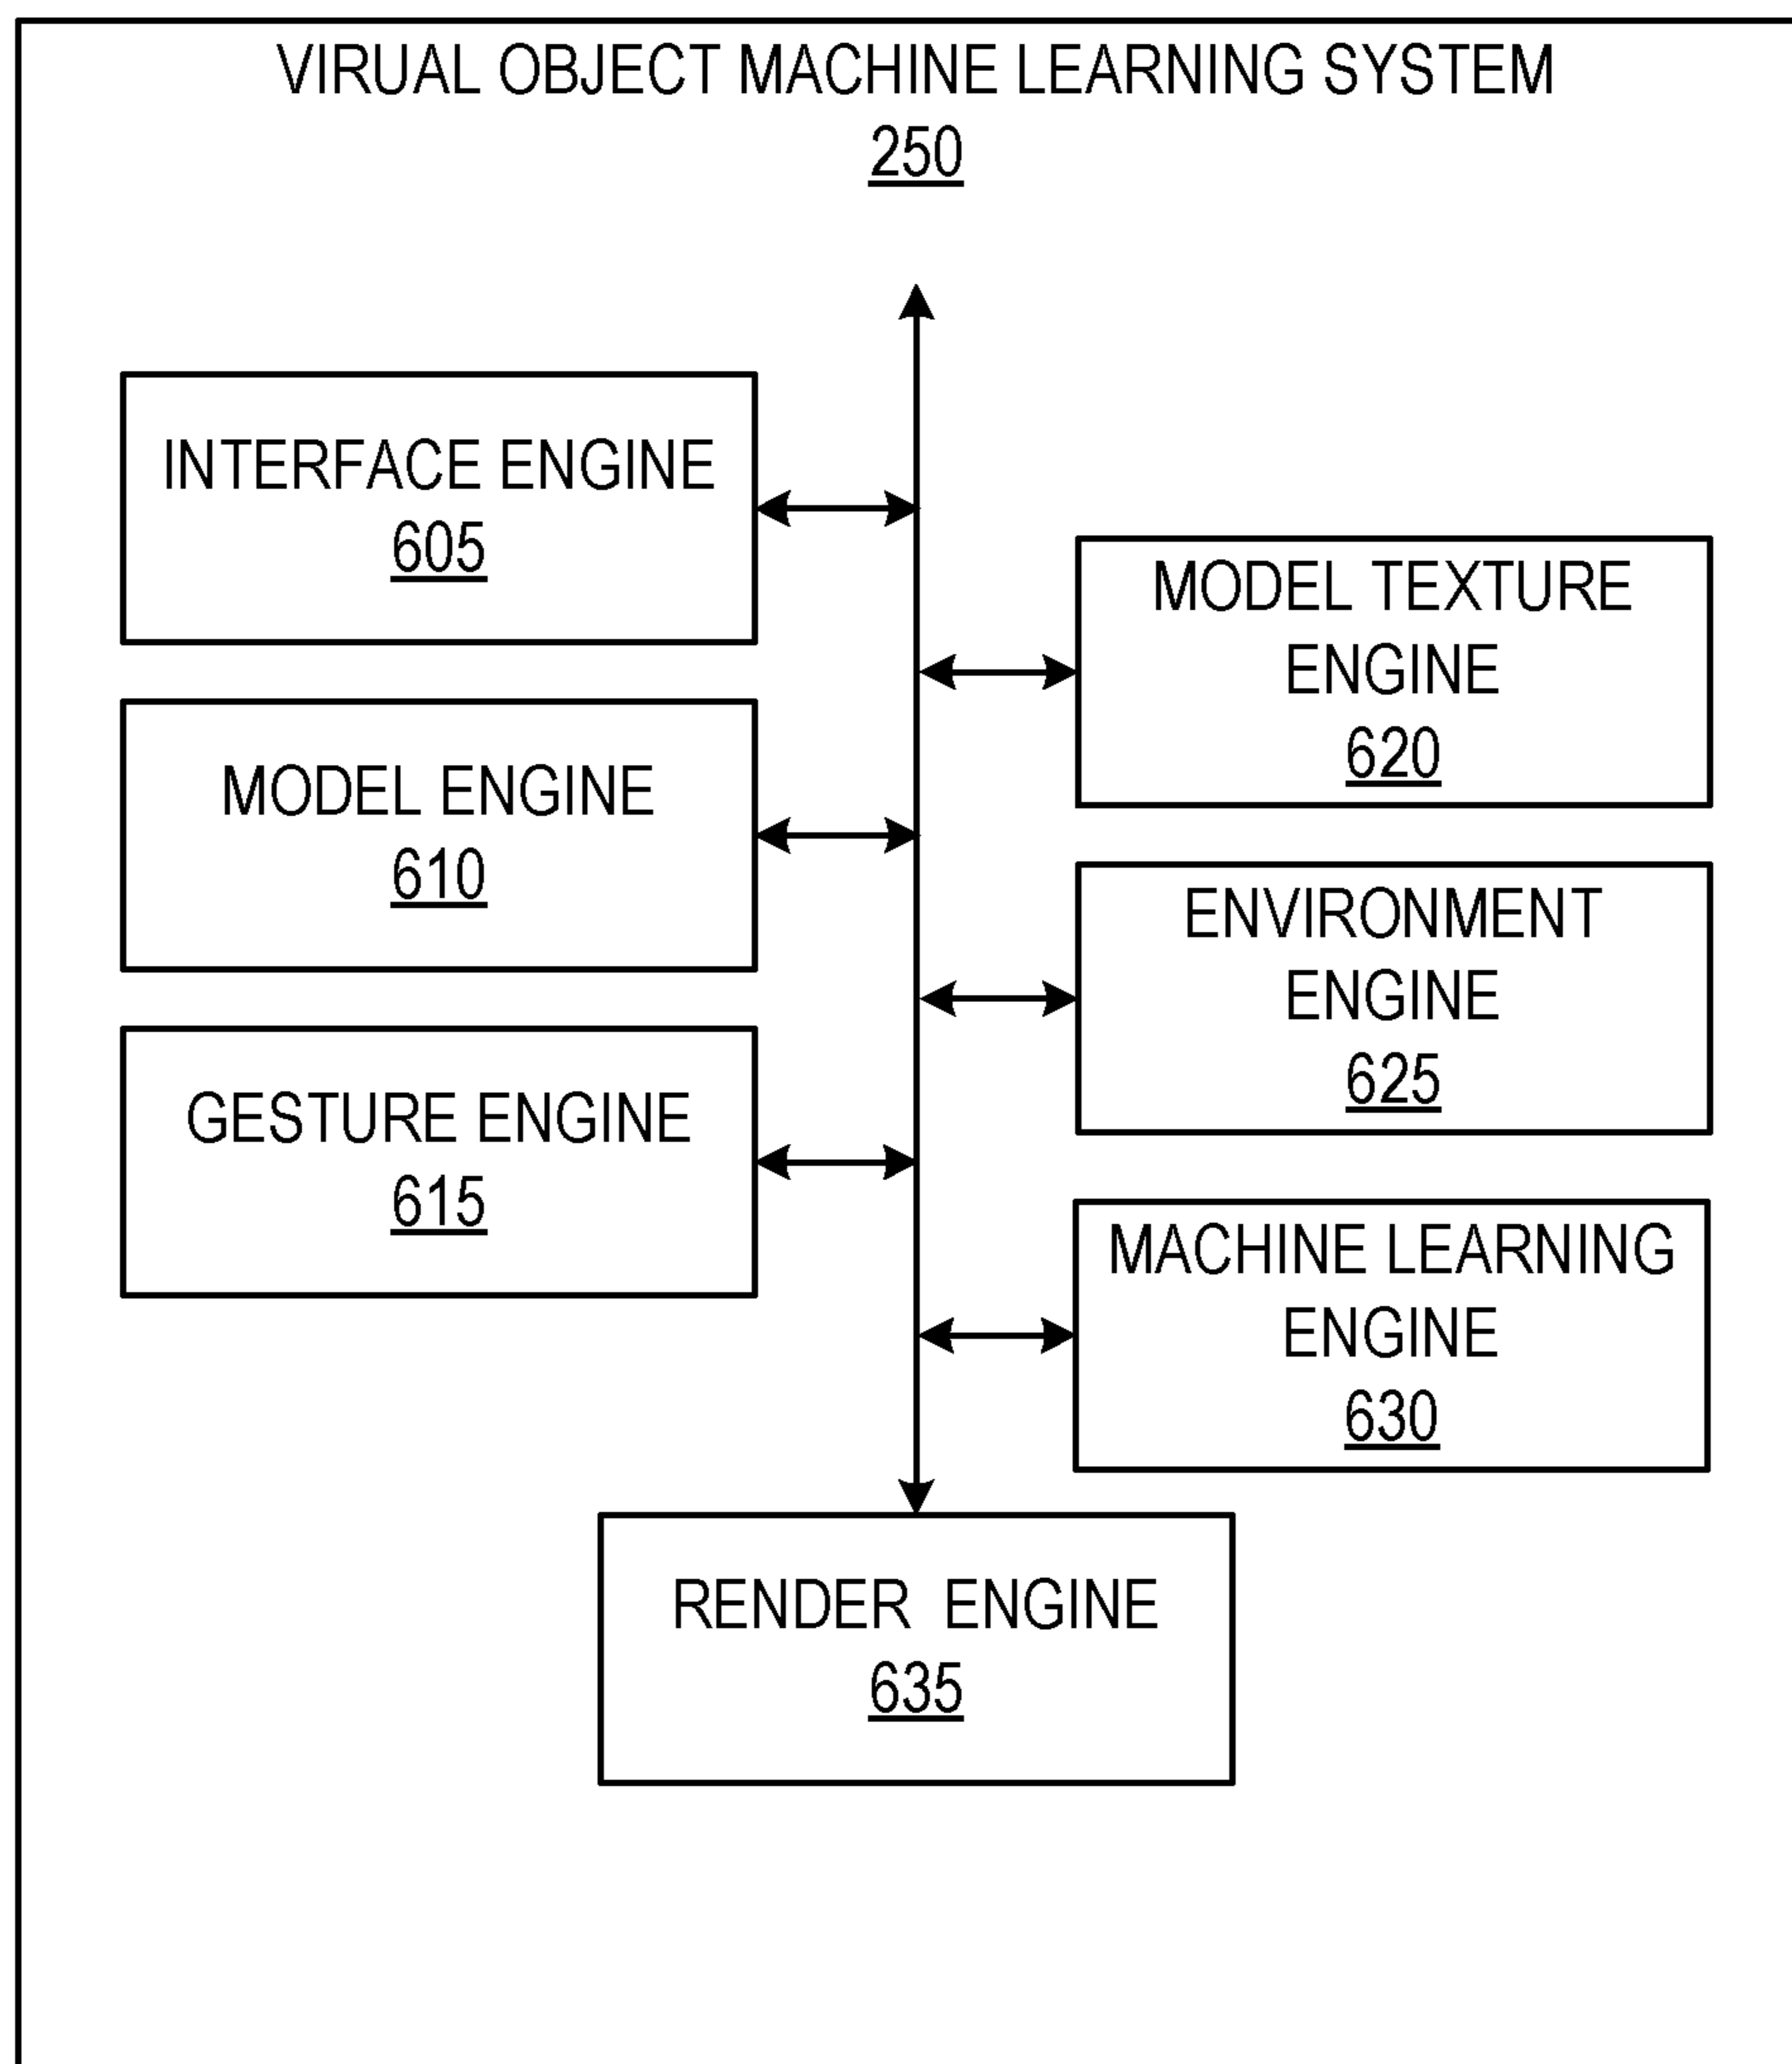 VIRUAL OBJECT MACHINE LEARNING SYSTEM
250
INTERFACE ENGINE
605
MODEL ENGINE
610
GESTURE ENGINE
615
MODEL TEXTURE
ENGINE
620
ENVIRONMENT
ENGINE
625
MACHINE LEARNING
ENGINE
630
RENDER ENGINE
635